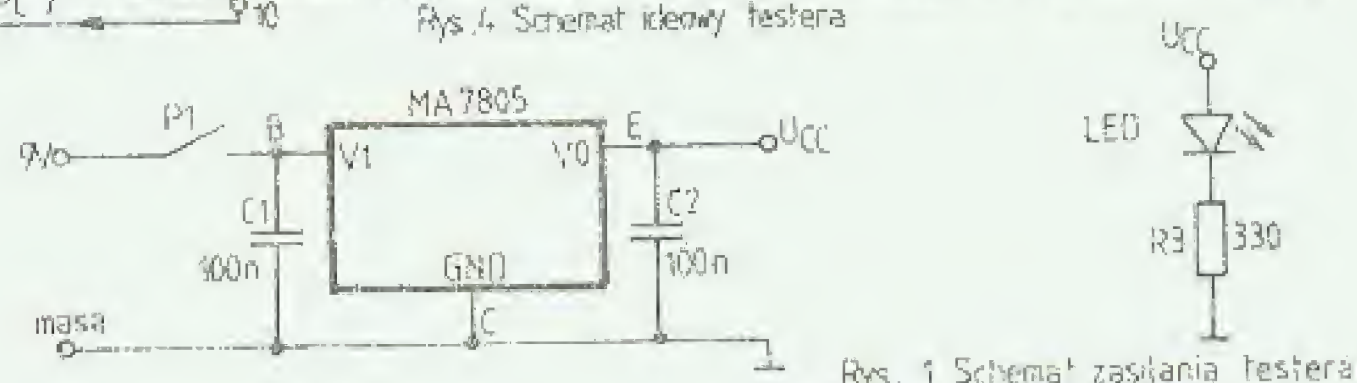 10
Rys. 4 Schemat ideowy testera
UCC
MA 7805
P1
B
E
9V
V1
V0
UCC
LED
C1
C2
R3
330
100n
GND
100n
masa
C
Rys. 1 Schemat zasilania testera